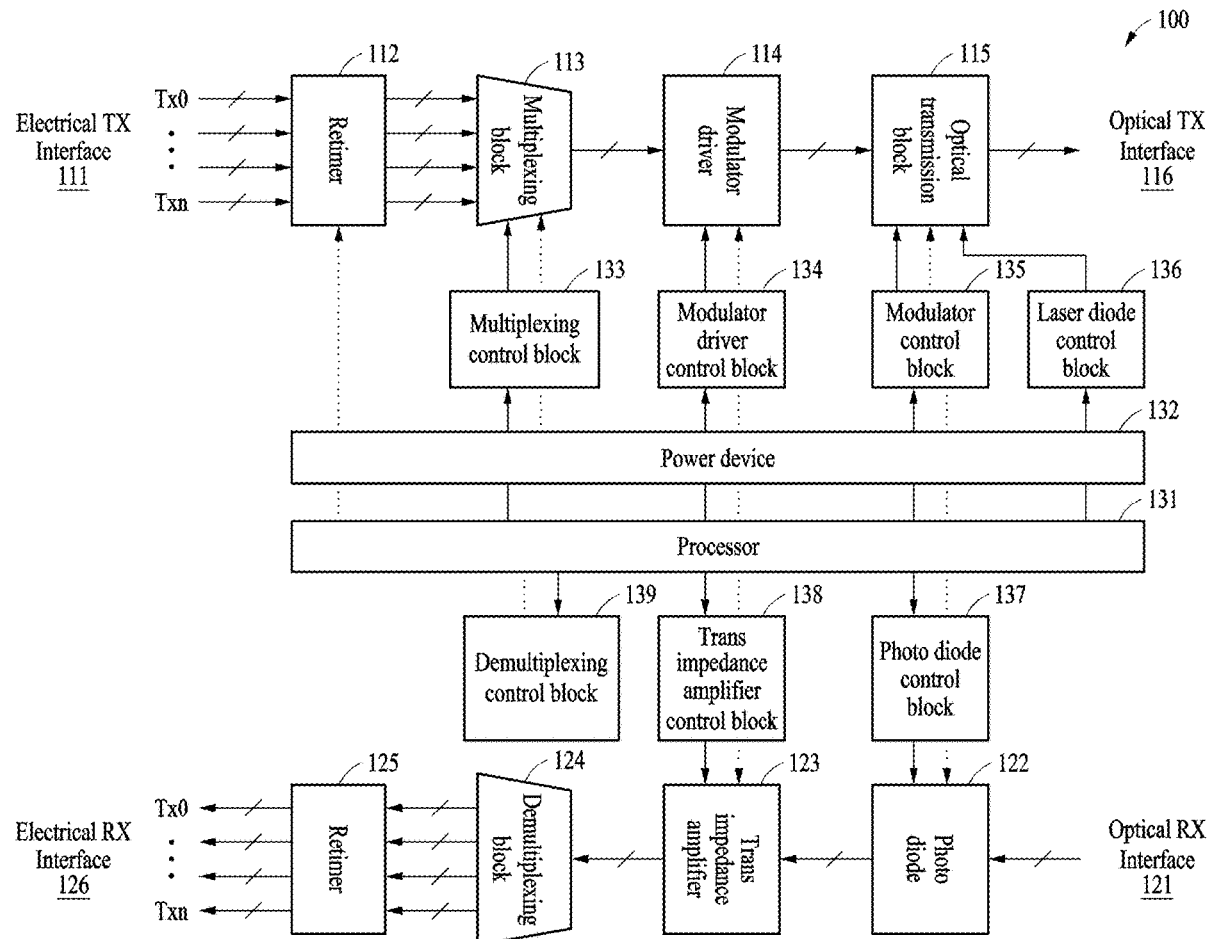 100
112
113
114
115
Electrical TX
Interface
111
Tx0
Txn
Retimer
Multiplexing
block
Modulator
driver
Optical
transmission
block
Optical TX
Interface
116
133
134
135
136
Multiplexing
control block
Modulator
driver
control block
Modulator
control
block
Laser diode
control
block
132
Power device
131
Processor
139
138
137
Demultiplexing
control block
Trans
impedance
amplifier
control block
Photo diode
control
block
125
124
123
122
Electrical RX
Interface
126
Tx0
Txn
Retimer
Demultiplexing
block
Trans
impedance
amplifier
Photo
diode
Optical RX
Interface
121